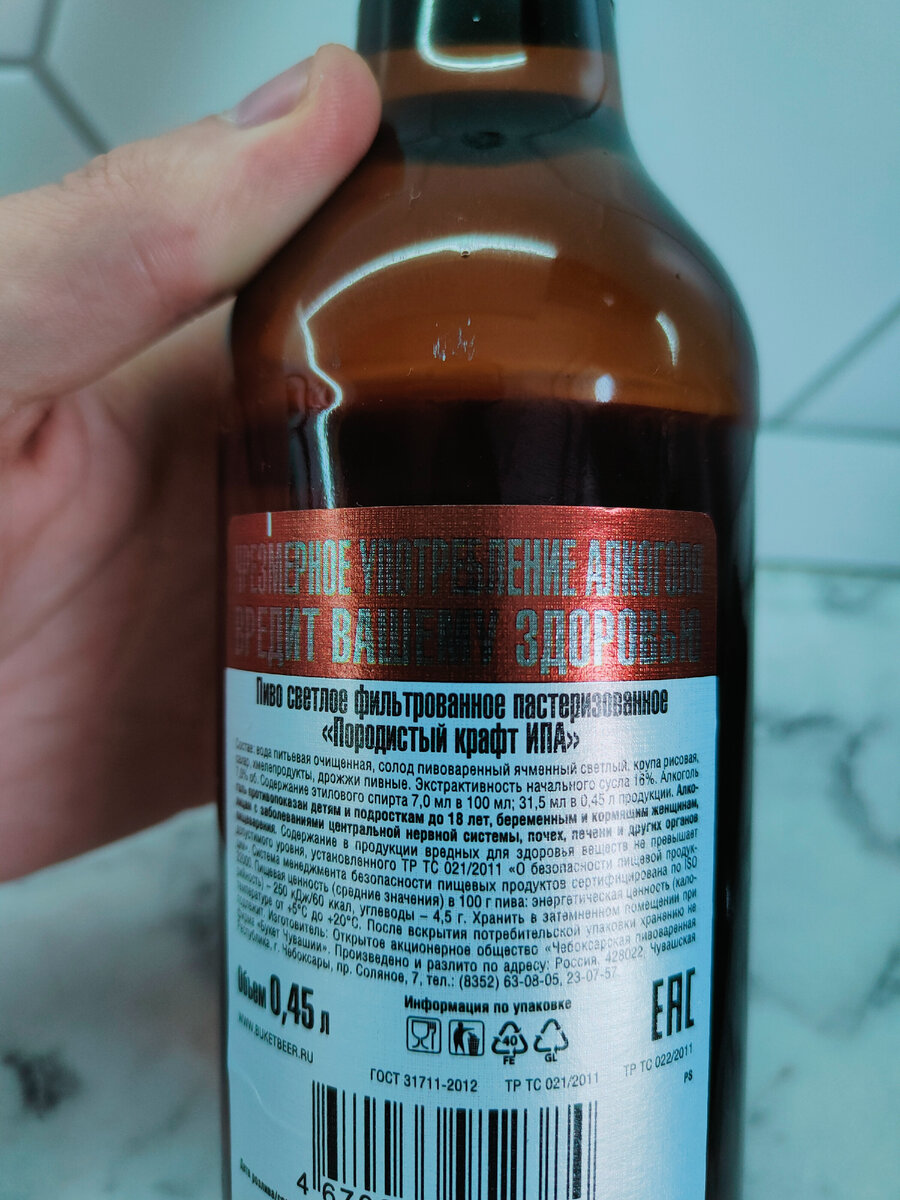 ЧРЕЗМЕРНОЕ УПОТРЕБЛЕНИЕ АЛКОГОЛЯ
ВРЕДИТ ВАШЕМУ ЗДОРОВЬЮ
Пиво светлое фильтрованное пастеризованное
«Породистый крафт ИПА»
Состав: вода питьевая очищенная, солод пивоваренный ячменный светлый, крупа рисовая,
сахар, хмелепродукты, дрожжи пивные. Экстрактивность начального сусла 16%. Алкоголь
7,0% об. Содержание этилового спирта 7,0 мл в 100 мл; 31,5 мл в 0,45 л продукции. Алко-
голь противопоказан детям и подросткам до 18 лет, беременным и кормящим женщинам,
лицам с заболеваниями центральной нервной системы, почек, печени и других органов
пищеварения. Содержание в продукции вредных для здоровья веществ не превышает
допустимого уровня, установленного ТР ТС 021/2011 «О безопасности пищевой продук-
ции». Система менеджмента безопасности пищевых продуктов сертифицирована по ISO
22000. Пищевая ценность (средние значения) в 100 г пива: энергетическая ценность (кало-
рийность) – 250 кДж/60 ккал, углеводы – 4,5 г. Хранить в затемненном помещении при
температуре от +5°С до +20°С. После вскрытия потребительской упаковки хранению не
подлежит. Изготовитель: Открытое акционерное общество «Чебоксарская пивоваренная
фирма «Букет Чувашии». Произведено и разлито по адресу: Россия, 428022, Чувашская
Республика, г. Чебоксары, пр. Соляное, 7, тел.: (8352) 63-08-05, 23-07-57.
Объем 0,45 л
WWW.BUKETBEER.RU
Информация по упаковке
40
FE
GL
EAC
ГОСТ 31711-2012 ТР ТС 021/2011 ТР ТС 022/2011
PS
Дата